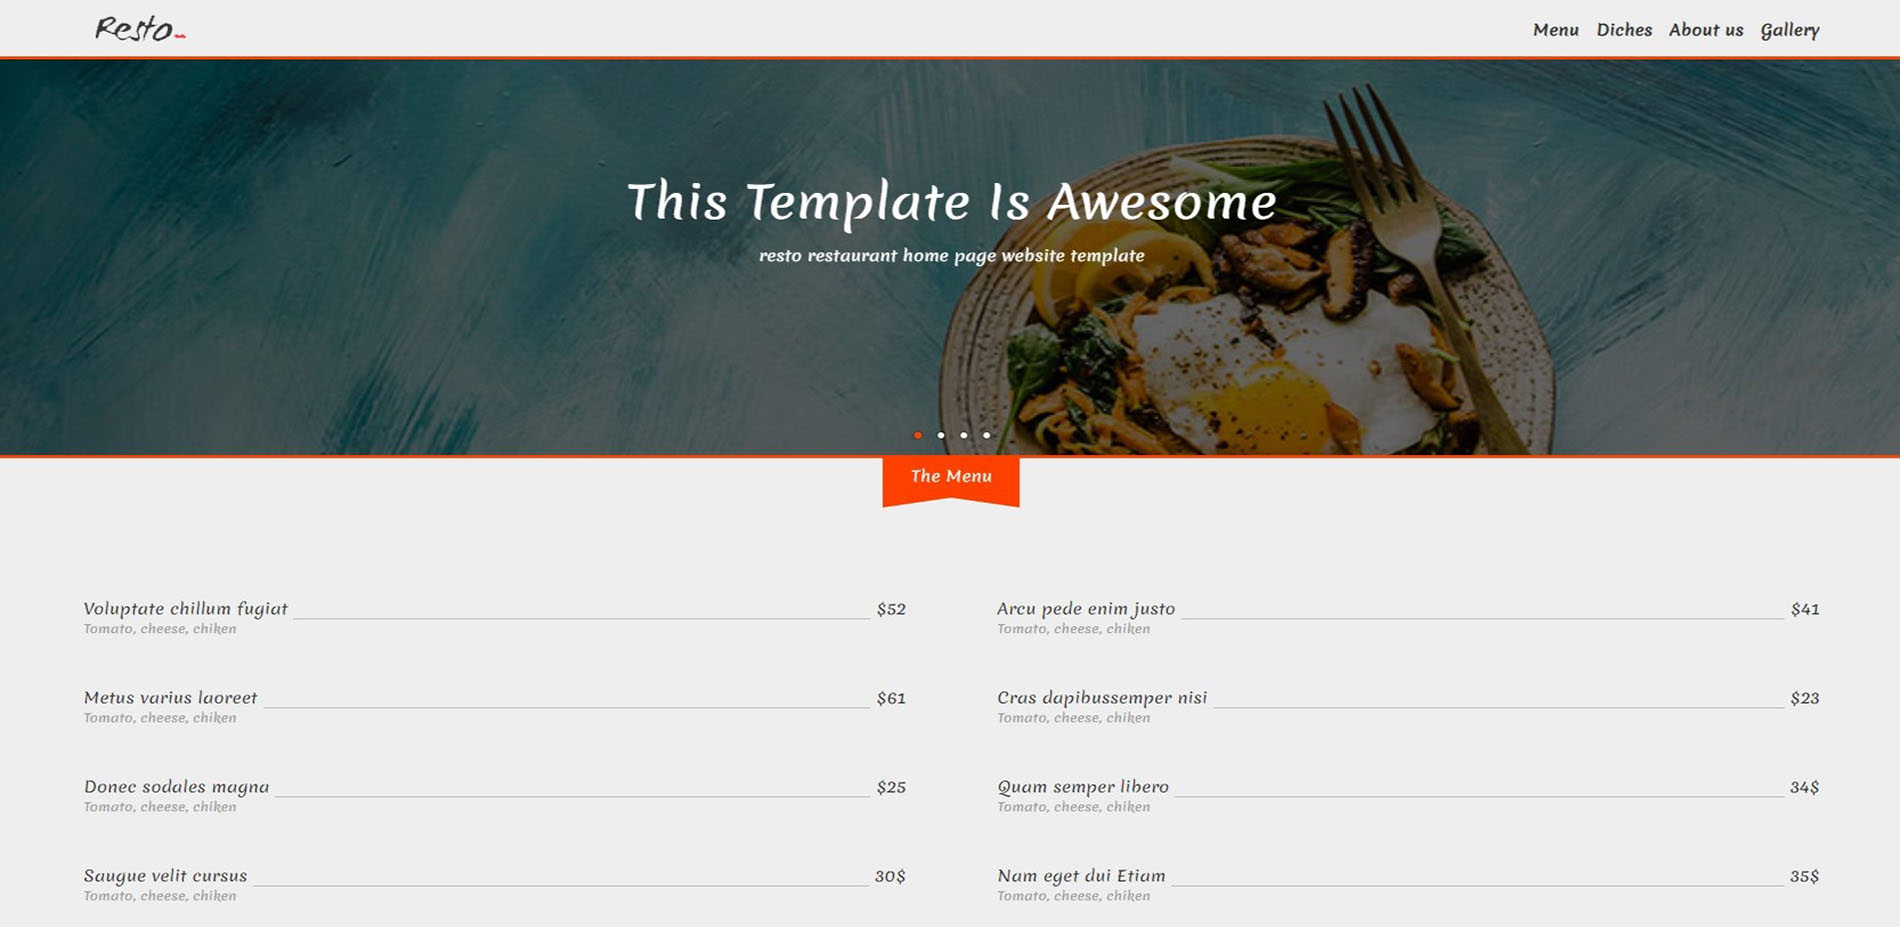 Resto
Menu Diches About us Gallery
This Template Is Awesome
resto restaurant home page website template
The Menu
Voluptate chillum fugiat $52
Tomato, cheese, chiken
Arcu pede enim justo $41
Tomato, cheese, chiken
Metus varius laoreet $61
Tomato, cheese, chiken
Cras dapibussemper nisi $23
Tomato, cheese, chiken
Donec sodales magna $25
Tomato, cheese, chiken
Quam semper libero 34$
Tomato, cheese, chiken
Saugue velit cursus 30$
Tomato, cheese, chiken
Nam eget dui Etiam 35$
Tomato, cheese, chiken